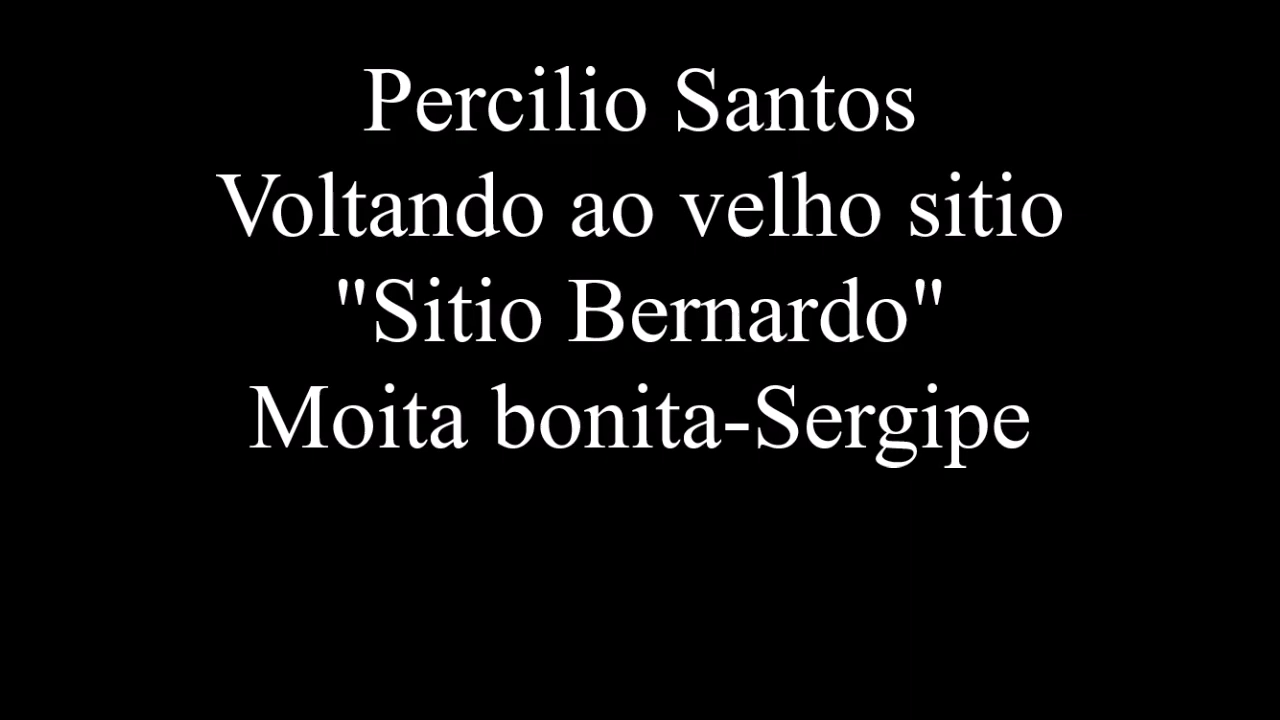 Percilio Santos
Voltando ao velho sitio
"Sitio Bernardo"
Moita bonita-Sergipe